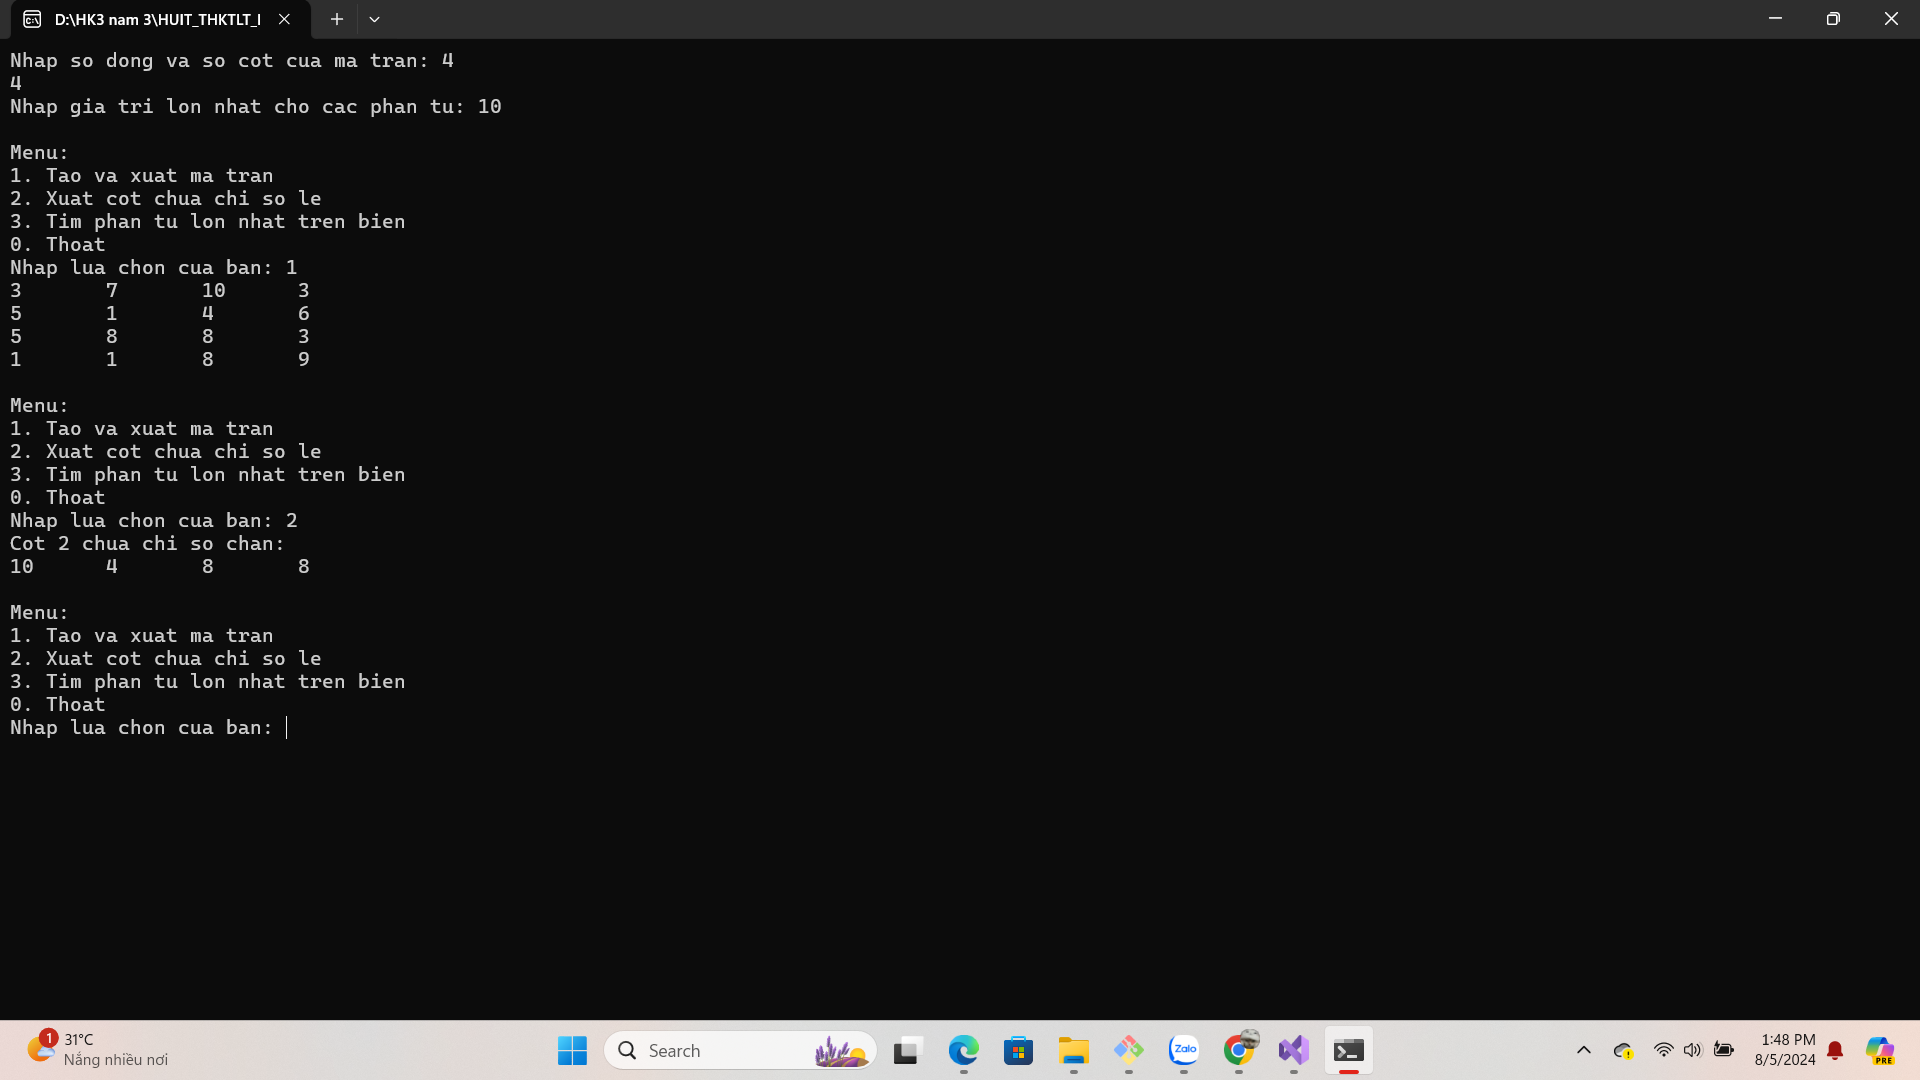 D:\HK3 nam 3\HUIT_THKTLT_I
Nhap so dong va so cot cua ma tran: 4
4
Nhap gia tri lon nhat cho cac phan tu: 10
Menu:
1. Tao va xuat ma tran
2. Xuat cot chua chi so le
3. Tim phan tu lon nhat tren bien
0. Thoat
Nhap lua chon cua ban: 1
3 7 10 3
5 1 4 6
5 8 8 3
1 1 8 9
Menu:
1. Tao va xuat ma tran
2. Xuat cot chua chi so le
3. Tim phan tu lon nhat tren bien
0. Thoat
Nhap lua chon cua ban: 2
Cot 2 chua chi so chan:
10 4 8 8
Menu:
1. Tao va xuat ma tran
2. Xuat cot chua chi so le
3. Tim phan tu lon nhat tren bien
0. Thoat
Nhap lua chon cua ban:
1
31°C
Nắng nhiều nơi
Search
Zalo
1:48 PM
8/5/2024
PRE